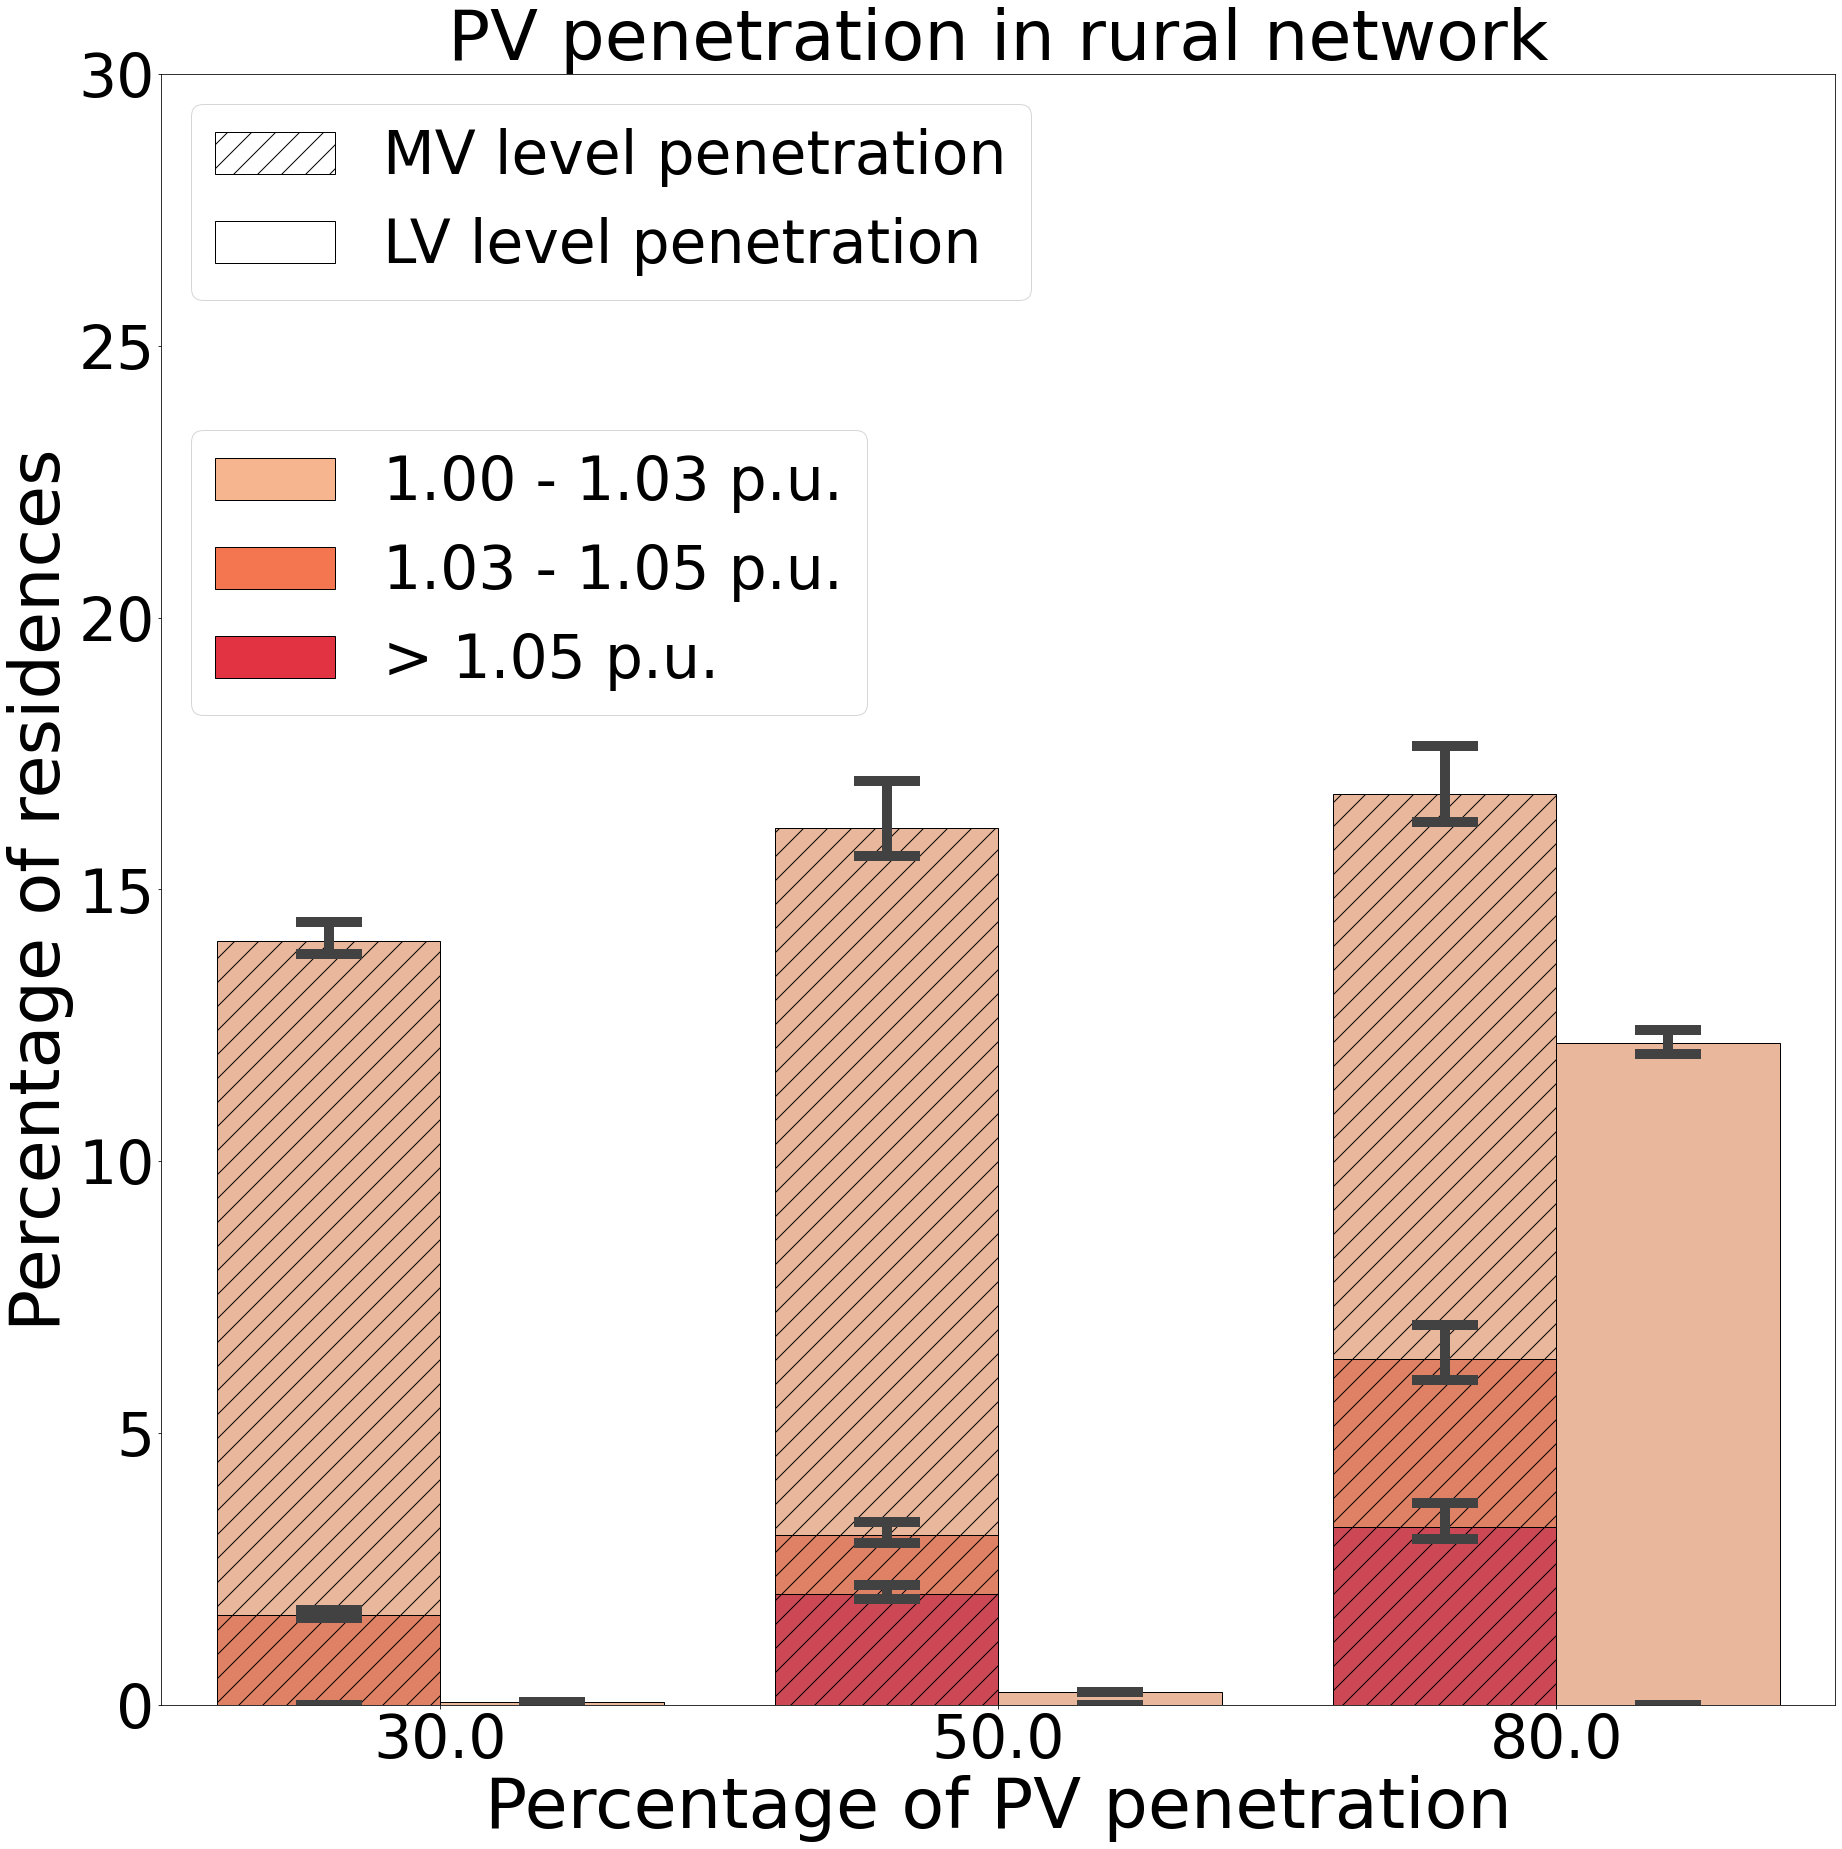 PV penetration in rural network
30
MV level penetration
LV level penetration
25
1.00 - 1.03 p.u.
1.03 - 1.05 p.u.
> 1.05 p.u.
20
15
10
5
0
Percentage of residences
30.0 50.0 80.0
Percentage of PV penetration